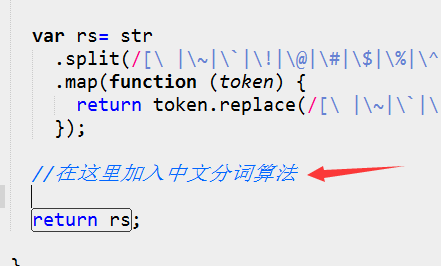 var rs= str
.split(/[\ |\~|\`|\!|\@|\#|\$|\%|\^
.map(function (token) {
return token.replace(/[\ |\~|\`|\
});
//在这里加入中文分词算法
return rs;
}